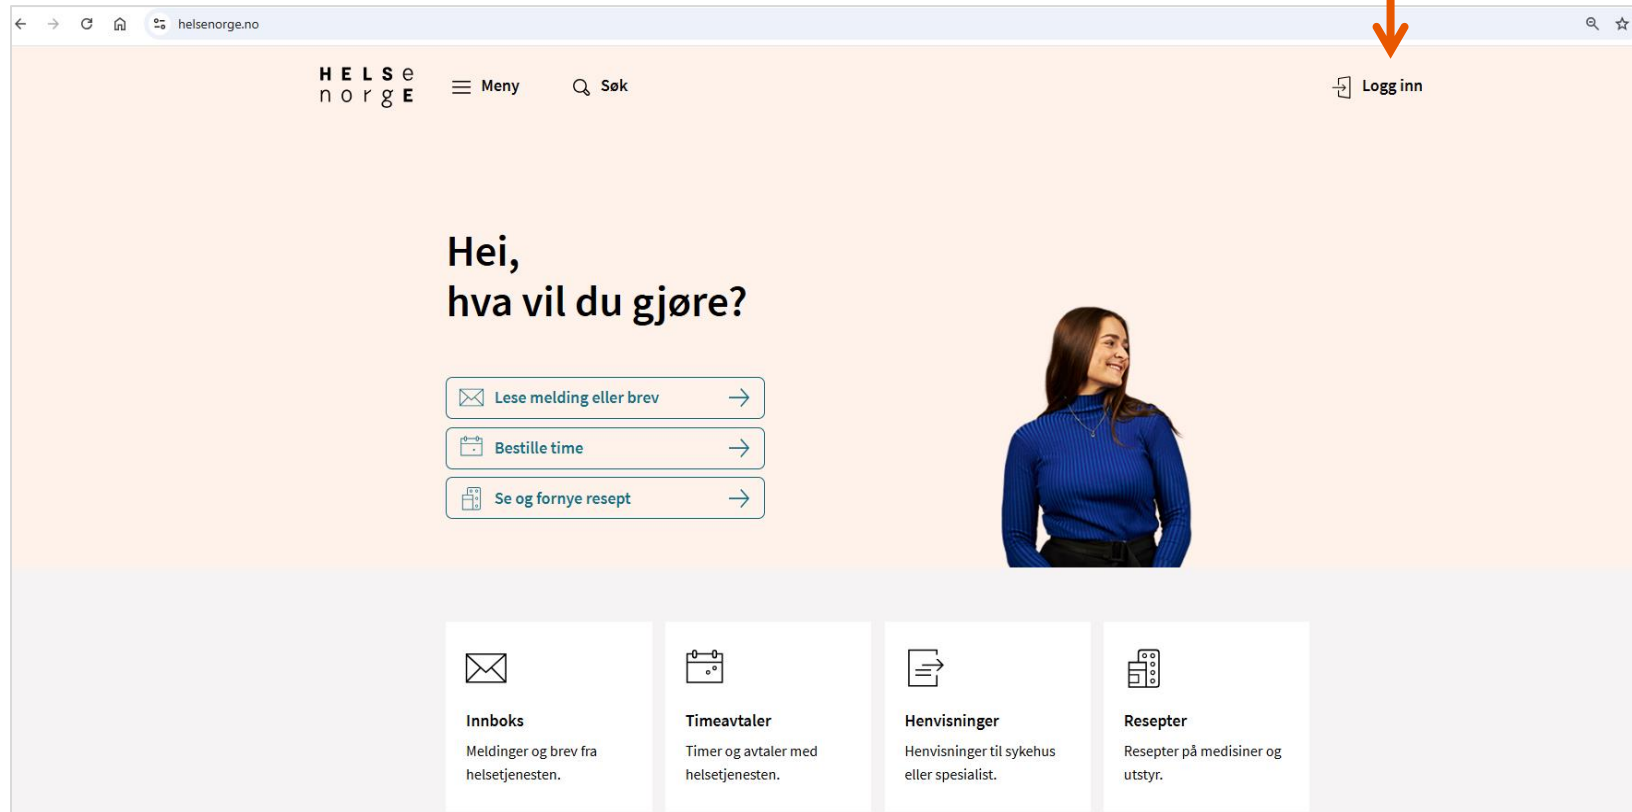 helsenorge.no
HELSe
norgE
Meny
Søk
Logg inn
Hei,
hva vil du gjøre?
Lese melding eller brev
Bestille time
Se og fornye resept
Innboks
Meldinger og brev fra
helsetjenesten.
Timeavtaler
Timer og avtaler med
helsetjenesten.
Henvisninger
Henvisninger til sykehus
eller spesialist.
Resepter
Resepter på medisiner og
utstyr.